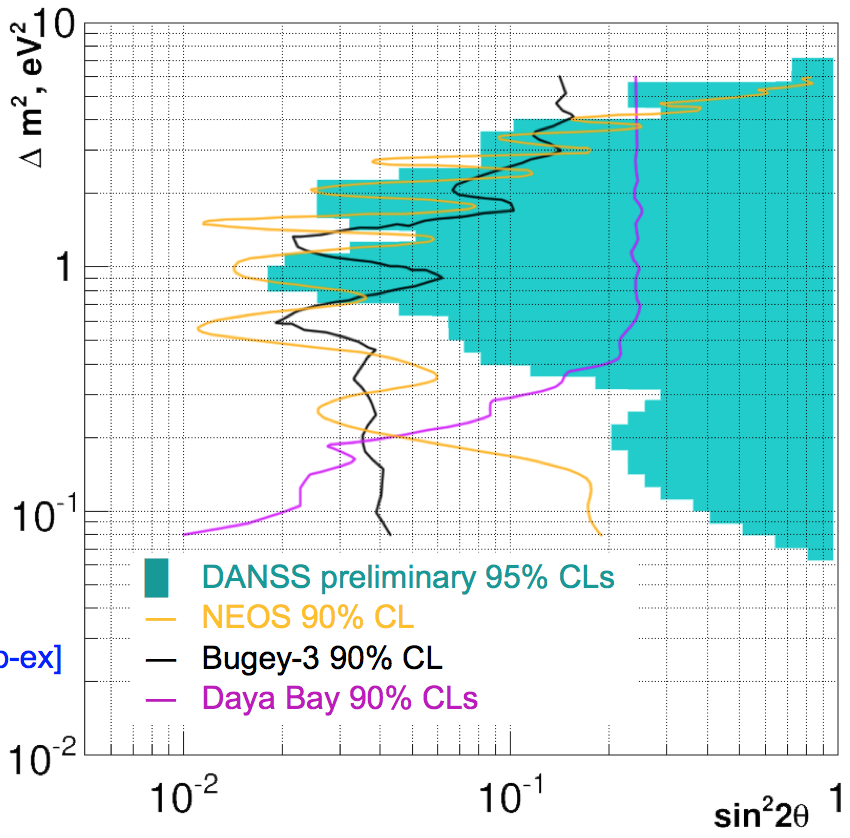 10
Δ m², eV²
1
10⁻¹
DANSS preliminary 95% CLs
NEOS 90% CL
o-ex]
Bugey-3 90% CL
Daya Bay 90% CLs
10⁻²
10⁻² 10⁻¹ 1
sin²2θ